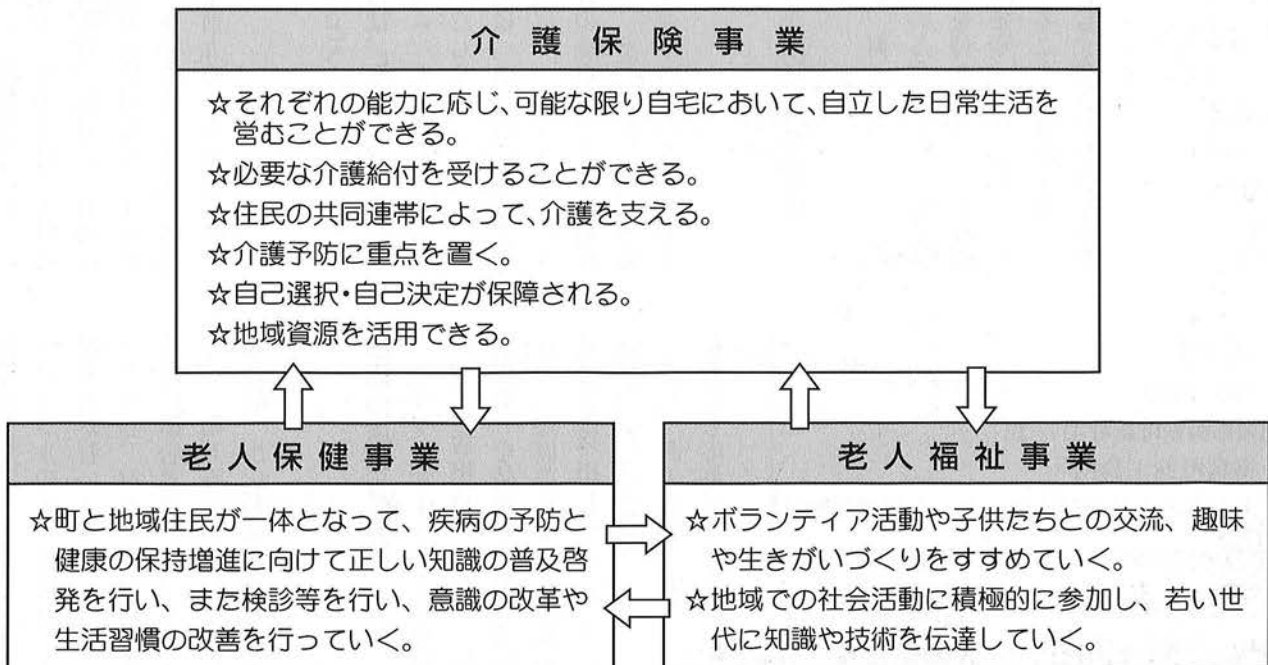 介護保険事業
☆それぞれの能力に応じ、可能な限り自宅において、自立した日常生活を
営むことができる。
☆必要な介護給付を受けることができる。
☆住民の共同連帯によって、介護を支える。
☆介護予防に重点を置く。
☆自己選択・自己決定が保障される。
☆地域資源を活用できる。
老人保健事業
☆町と地域住民が一体となって、疾病の予防と
健康の保持増進に向けて正しい知識の普及啓
発を行い、また検診等を行い、意識の改革や
生活習慣の改善を行っていく。
老人福祉事業
☆ボランティア活動や子供たちとの交流、趣味
や生きがいづくりをすすめていく。
☆地域での社会活動に積極的に参加し、若い世
代に知識や技術を伝達していく。